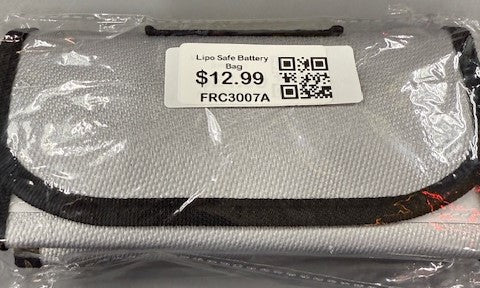 Lipo Safe Battery
Bag
$12.99
FRC3007A